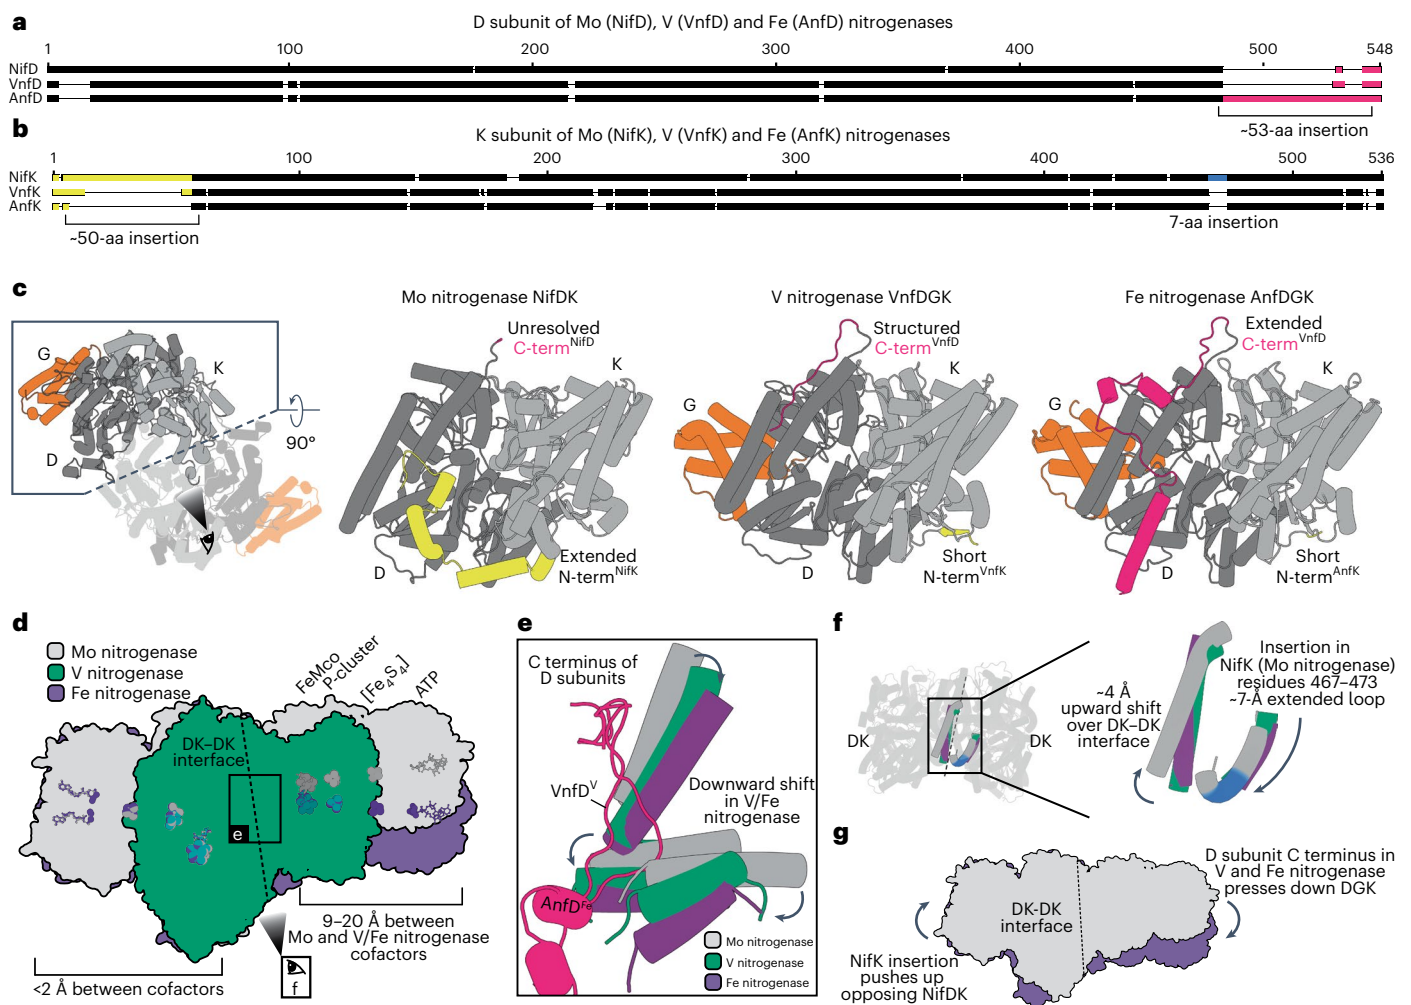 a
D subunit of Mo (NifD), V (VnfD) and Fe (AnfD) nitrogenases
1 100 200 300 400 500 548
NifD
VnfD
AnfD
~53-aa insertion
b
K subunit of Mo (NifK), V (VnfK) and Fe (AnfK) nitrogenases
1 100 200 300 400 500 536
NifK
VnfK
AnfK
~50-aa insertion
7-aa insertion
c
G
K
D
90°
Mo nitrogenase NifDK
Unresolved
C-term^NifD
K
D
Extended
N-term^NifK
V nitrogenase VnfDGK
Structured
C-term^VnfD
K
G
D
Short
N-term^VnfK
Fe nitrogenase AnfDGK
Extended
C-term^VnfD
K
G
D
Short
N-term^AnfK
d
Mo nitrogenase
V nitrogenase
Fe nitrogenase
FeMco
P-cluster
[Fe4S4]
ATP
DK–DK
interface
e
9–20 Å between
Mo and V/Fe nitrogenase
cofactors
<2 Å between cofactors
f
e
C terminus of
D subunits
VnfD^V
Downward shift
in V/Fe
nitrogenase
AnfD^Fe
Mo nitrogenase
V nitrogenase
Fe nitrogenase
f
DK
DK
~4 Å
upward shift
over DK–DK
interface
Insertion in
NifK (Mo nitrogenase)
residues 467–473
~7-Å extended loop
g
DK-DK
interface
D subunit C terminus in
V and Fe nitrogenase
presses down DGK
NifK insertion
pushes up
opposing NifDK